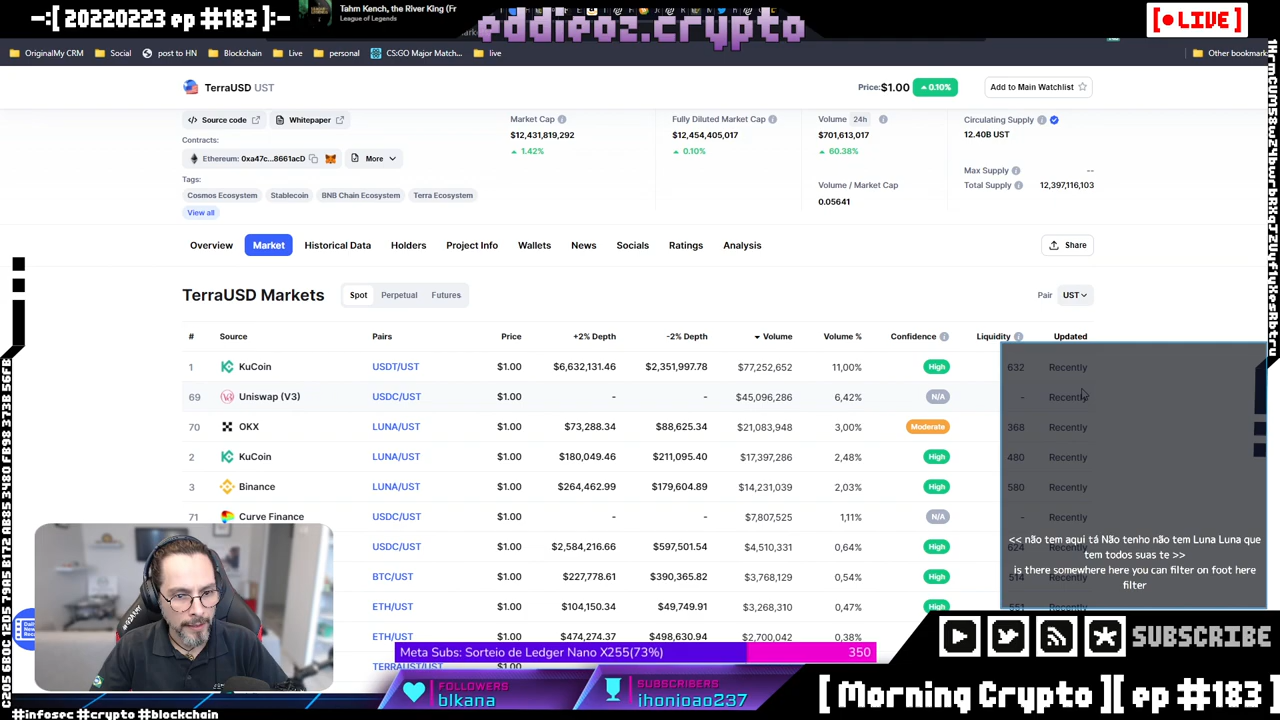 -:[ 20220223 ep #183 ]:-
Tahm Kench, the River King (Fr
League of Legends
eddieoz.crypto
[● LIVE ]
OriginalMy CRM Social post to HN Blockchain Live personal CS:GO Major Match... live Other bookmark
TerraUSD UST Price:$1.00 0.10% Add to Main Watchlist
Source code Whitepaper
Contracts:
Ethereum: 0xa47c...8661acD More
Tags:
Cosmos Ecosystem Stablecoin BNB Chain Ecosystem Terra Ecosystem
View all
Market Cap
$12,431,819,292
1.42%
Fully Diluted Market Cap
$12,454,405,017
0.10%
Volume 24h
$701,613,017
60.38%
Volume / Market Cap
0.05641
Circulating Supply
12.40B UST
Max Supply --
Total Supply 12,397,116,103
Overview Market Historical Data Holders Project Info Wallets News Socials Ratings Analysis Share
TerraUSD Markets Spot Perpetual Futures Pair UST
# Source Pairs Price +2% Depth -2% Depth Volume Volume % Confidence Liquidity Updated
1 KuCoin USDT/UST $1.00 $6,632,131.46 $2,351,997.78 $77,252,652 11,00% High 632 Recently
69 Uniswap (V3) USDC/UST $1.00 - - $45,096,286 6,42% N/A - Recently
70 OKX LUNA/UST $1.00 $73,288.34 $88,625.34 $21,083,948 3,00% Moderate 368 Recently
2 KuCoin LUNA/UST $1.00 $180,049.46 $211,095.40 $17,397,286 2,48% High 480 Recently
3 Binance LUNA/UST $1.00 $264,462.99 $179,604.89 $14,231,039 2,03% High 580 Recently
71 Curve Finance USDC/UST $1.00 - - $7,807,525 1,11% N/A - Recently
USDC/UST $1.00 $2,584,216.66 $597,501.54 $4,510,331 0,64% High 624
BTC/UST $1.00 $227,778.61 $390,365.82 $3,768,129 0,54% High 514
ETH/UST $1.00 $104,150.34 $49,749.91 $3,268,310 0,47% High 551 Recently
ETH/UST $1.00 $474,274.37 $498,630.94 $2,700,042 0,38%
TERRAUST/UST $1.00
<< não tem aqui tá Não tenho não tem Luna Luna que
tem todos suas te >>
is there somewhere here you can filter on foot here
filter
Meta Subs: Sorteio de Ledger Nano X255(73%) 350
FOLLOWERS
blkana
SUBSCRIBERS
ihonjoao237
SUBSCRIBE
[ Morning Crypto ][ ep #183 ]
#infosec #crypto #blockchain